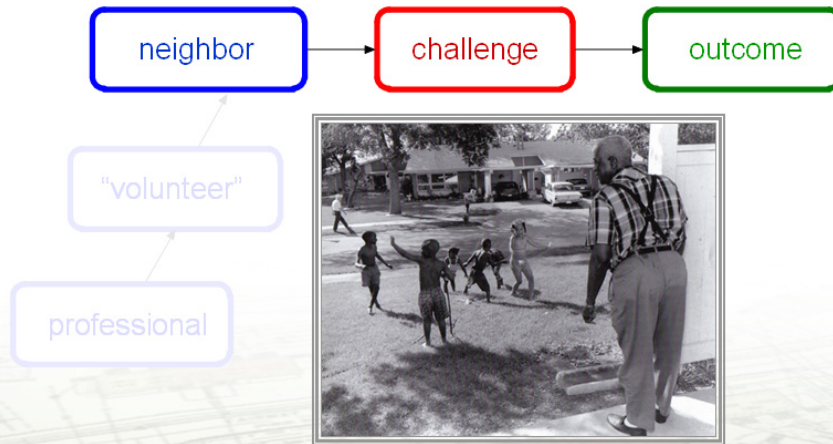 neighbor
challenge
outcome
“volunteer”
professional